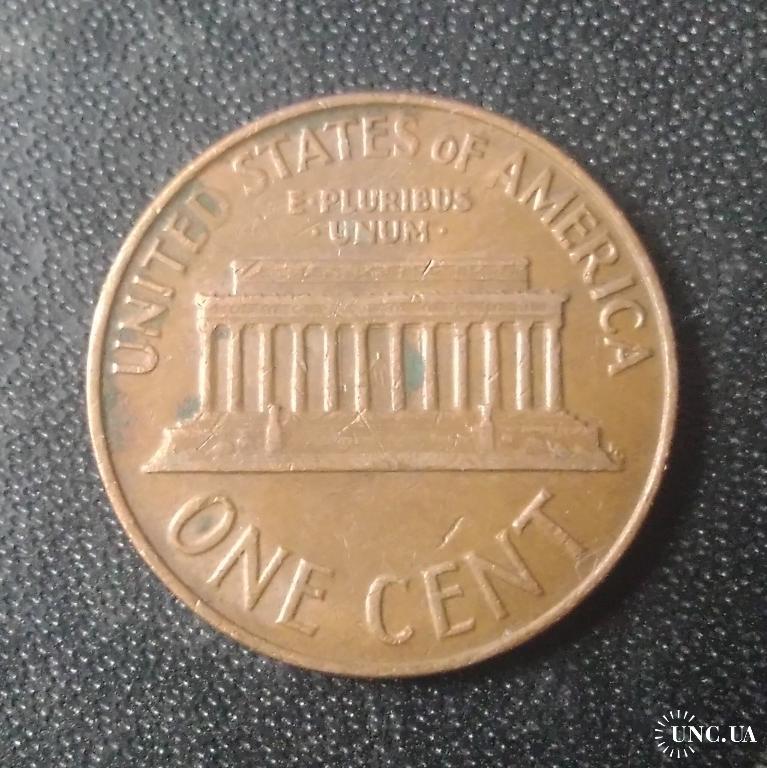 UNITED STATES OF AMERICA
E·PLURIBUS
·UNUM·
ONE CENT
UNC.UA